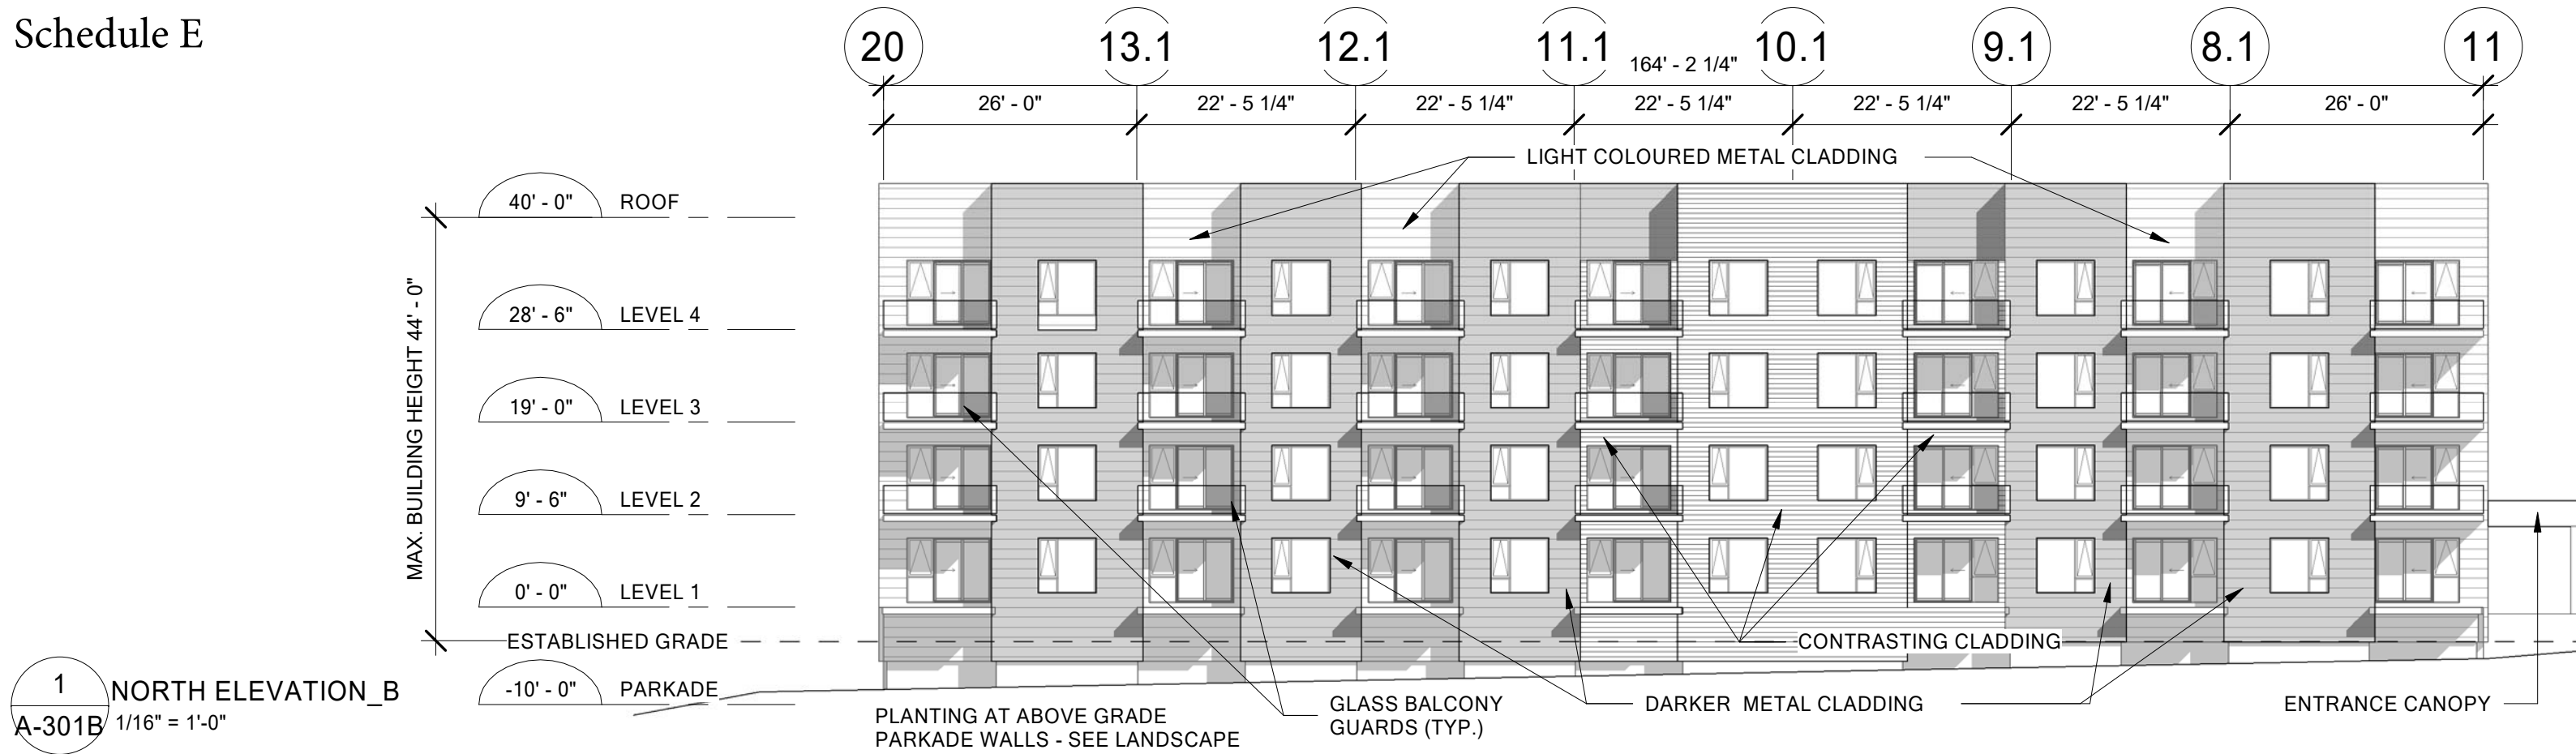 Schedule E
20
13.1
12.1
11.1
10.1
9.1
8.1
11
164' - 2 1/4"
26' - 0"
22' - 5 1/4"
22' - 5 1/4"
22' - 5 1/4"
22' - 5 1/4"
22' - 5 1/4"
26' - 0"
LIGHT COLOURED METAL CLADDING
40' - 0" ROOF
28' - 6" LEVEL 4
19' - 0" LEVEL 3
9' - 6" LEVEL 2
0' - 0" LEVEL 1
MAX. BUILDING HEIGHT 44' - 0"
ESTABLISHED GRADE
-10' - 0" PARKADE
CONTRASTING CLADDING
1
A-301B
NORTH ELEVATION_B
1/16" = 1'-0"
PLANTING AT ABOVE GRADE
PARKADE WALLS - SEE LANDSCAPE
GLASS BALCONY
GUARDS (TYP.)
DARKER METAL CLADDING
ENTRANCE CANOPY